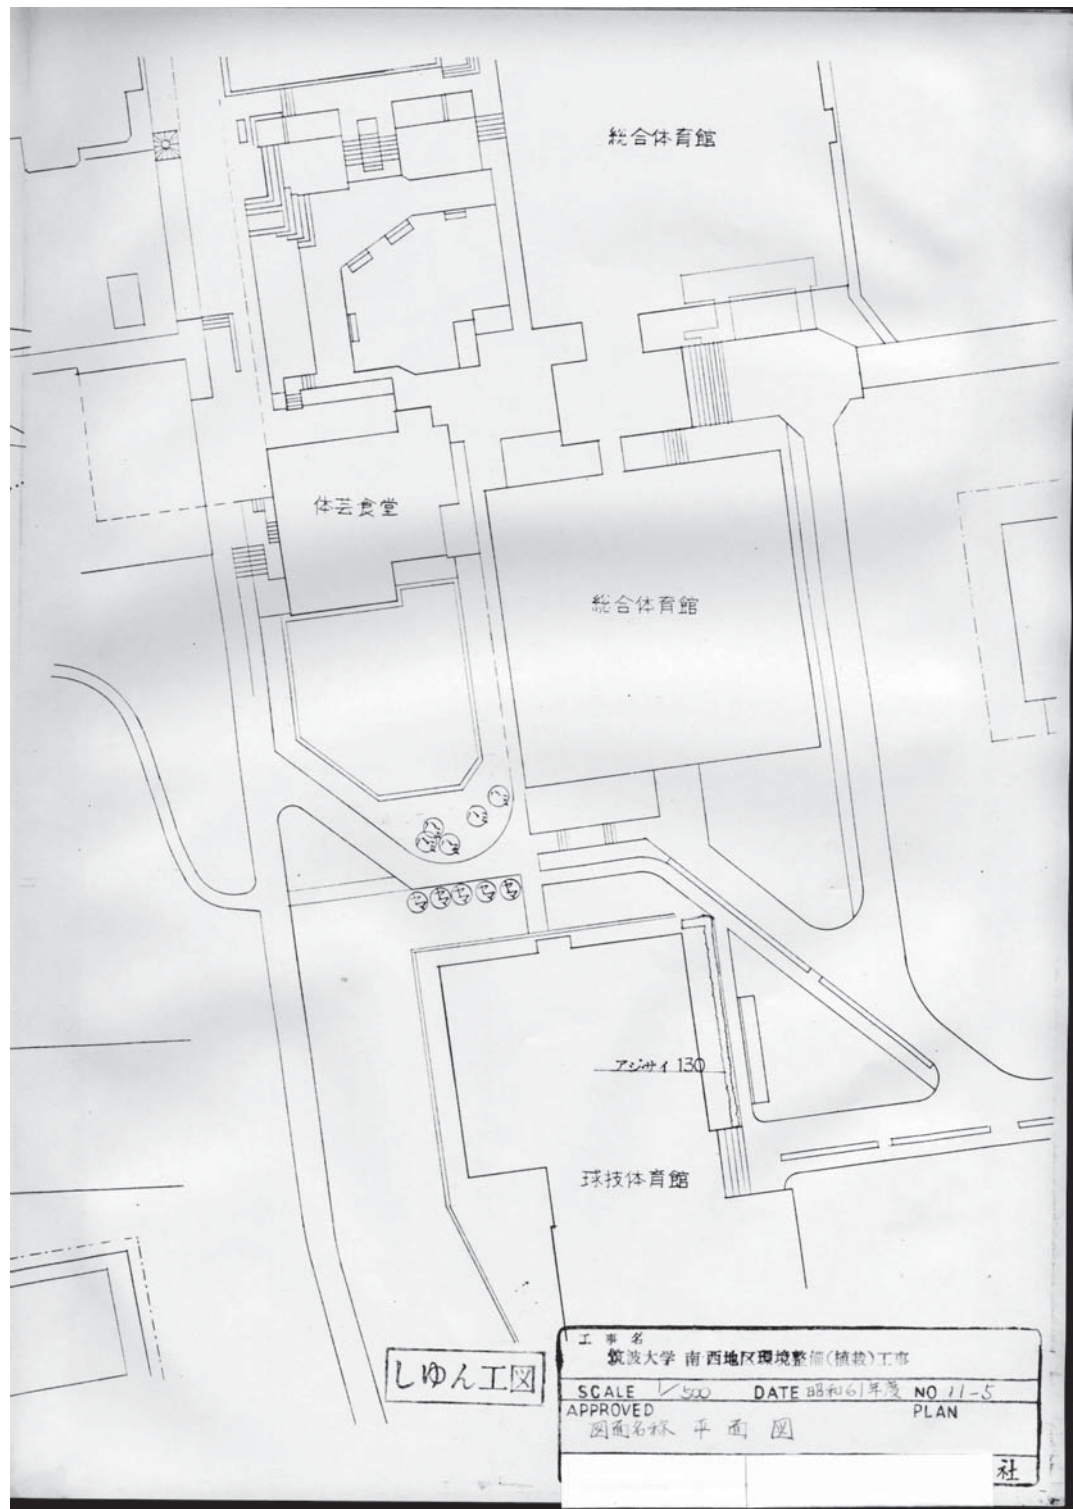 総合体育館
体芸食堂
総合体育館
アジサイ 130
球技体育館
しゆん工図
工事名
筑波大学 南・西地区環境整備(植栽)工事
SCALE 1/500 DATE 昭和61年度 NO 11-5
APPROVED PLAN
図面名称 平面図
社